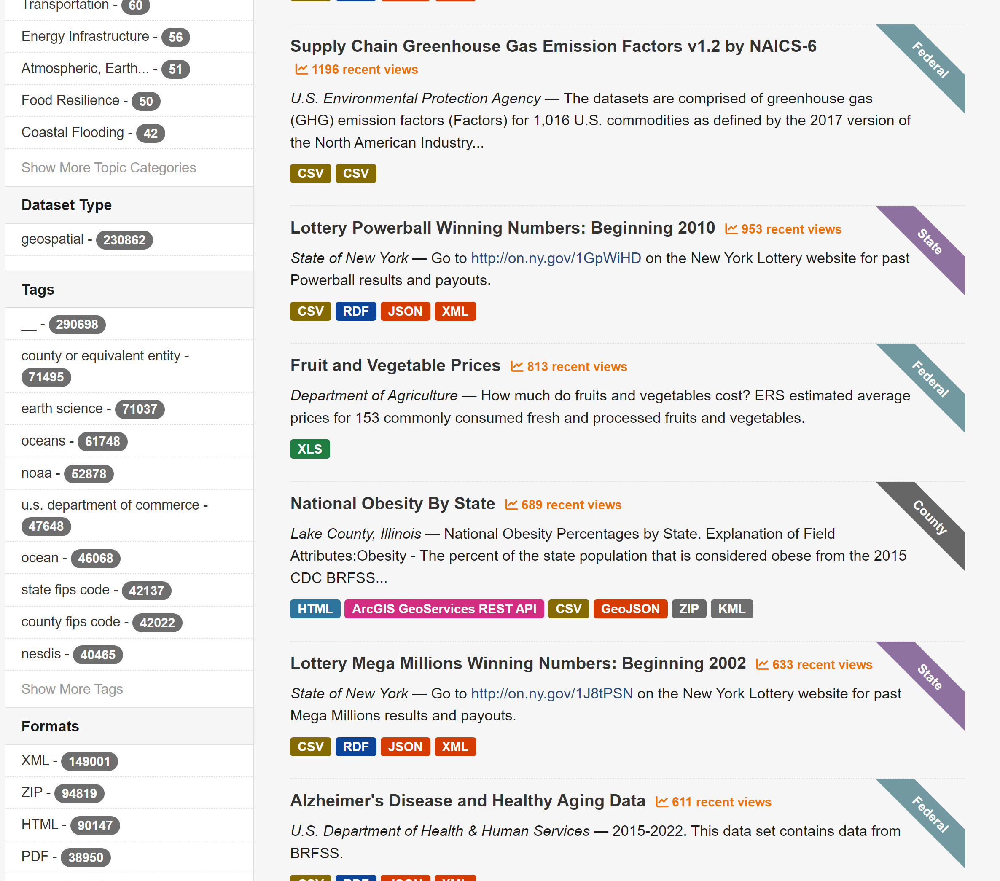 Transportation - 60
Energy Infrastructure - 56
Atmospheric, Earth... - 51
Food Resilience - 50
Coastal Flooding - 42
Show More Topic Categories
Dataset Type
geospatial - 230862
Tags
__ - 290698
county or equivalent entity -
71495
earth science - 71037
oceans - 61748
noaa - 52878
u.s. department of commerce -
47648
ocean - 46068
state fips code - 42137
county fips code - 42022
nesdis - 40465
Show More Tags
Formats
XML - 149001
ZIP - 94819
HTML - 90147
PDF - 38950
Supply Chain Greenhouse Gas Emission Factors v1.2 by NAICS-6
1196 recent views
Federal
U.S. Environmental Protection Agency — The datasets are comprised of greenhouse gas
(GHG) emission factors (Factors) for 1,016 U.S. commodities as defined by the 2017 version of
the North American Industry...
CSV CSV
Lottery Powerball Winning Numbers: Beginning 2010 953 recent views
State
State of New York — Go to http://on.ny.gov/1GpWiHD on the New York Lottery website for past
Powerball results and payouts.
CSV RDF JSON XML
Fruit and Vegetable Prices 813 recent views
Federal
Department of Agriculture — How much do fruits and vegetables cost? ERS estimated average
prices for 153 commonly consumed fresh and processed fruits and vegetables.
XLS
National Obesity By State 689 recent views
County
Lake County, Illinois — National Obesity Percentages by State. Explanation of Field
Attributes:Obesity - The percent of the state population that is considered obese from the 2015
CDC BRFSS...
HTML ArcGIS GeoServices REST API CSV GeoJSON ZIP KML
Lottery Mega Millions Winning Numbers: Beginning 2002 633 recent views
State
State of New York — Go to http://on.ny.gov/1J8tPSN on the New York Lottery website for past
Mega Millions results and payouts.
CSV RDF JSON XML
Alzheimer's Disease and Healthy Aging Data 611 recent views
Federal
U.S. Department of Health & Human Services — 2015-2022. This data set contains data from
BRFSS.
CSV RDF JSON XML